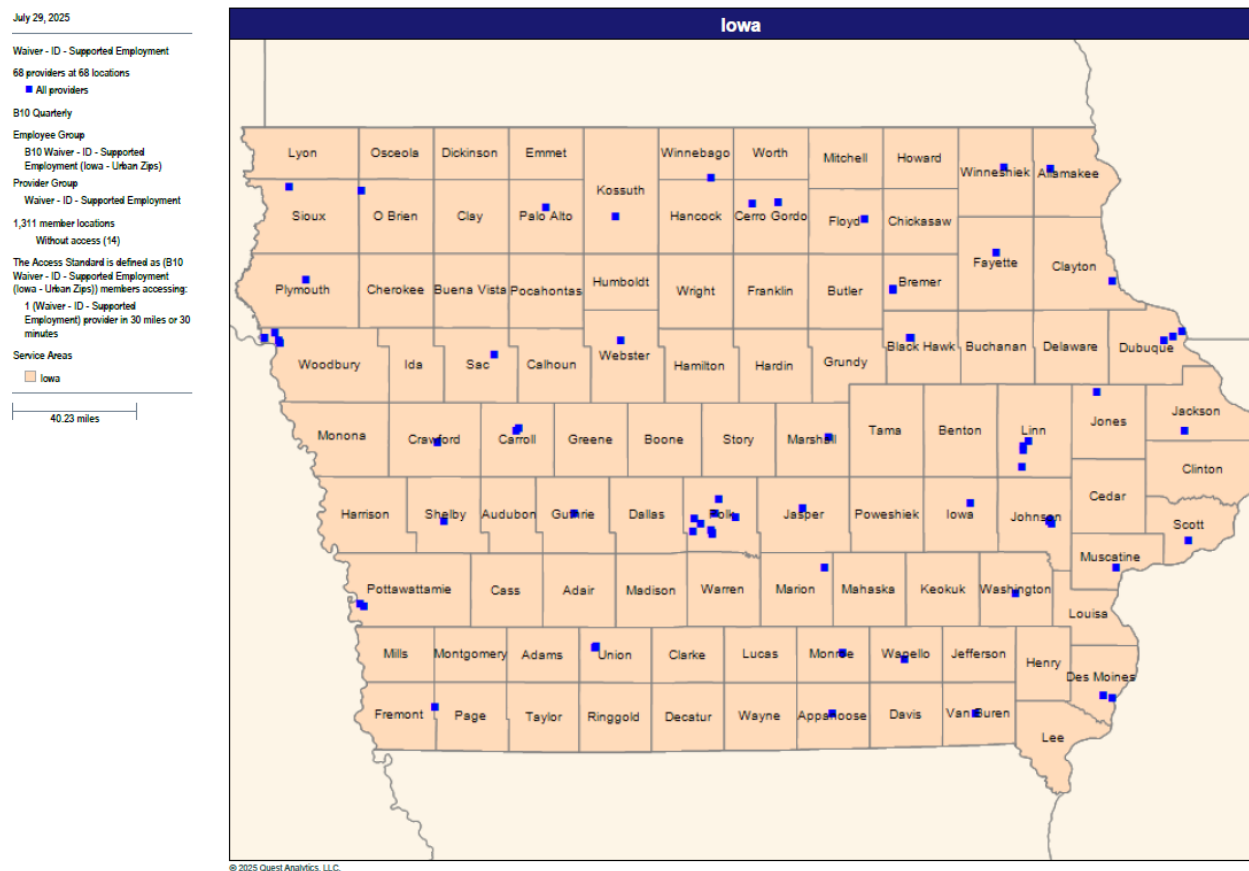 July 29, 2025
Waiver - ID - Supported Employment
68 providers at 68 locations
All providers
B10 Quarterly
Employee Group
B10 Waiver - ID - Supported
Employment (Iowa - Urban Zips)
Provider Group
Waiver - ID - Supported Employment
1,311 member locations
Without access (14)
The Access Standard is defined as (B10
Waiver - ID - Supported Employment
(Iowa - Urban Zips)) members accessing:
1 (Waiver - ID - Supported
Employment) provider in 30 miles or 30
minutes
Service Areas
Iowa
40.23 miles
Iowa
Lyon Osceola Dickinson Emmet Winnebago Worth Mitchell Howard Winneshiek Allamakee
Kossuth
Sioux O Brien Clay Palo Alto Hancock Cerro Gordo Floyd Chickasaw
Fayette Clayton
Plymouth Cherokee Buena Vista Pocahontas Humboldt Wright Franklin Butler Bremer
Woodbury Ida Sac Calhoun Webster Hamilton Hardin Grundy Black Hawk Buchanan Delaware Dubuque
Monona Crawford Carroll Greene Boone Story Marshall Tama Benton Linn Jones Jackson
Clinton
Harrison Shelby Audubon Guthrie Dallas Polk Jasper Poweshiek Iowa Johnson Cedar Scott
Muscatine
Pottawattamie Cass Adair Madison Warren Marion Mahaska Keokuk Washington
Louisa
Mills Montgomery Adams Union Clarke Lucas Monroe Wapello Jefferson Henry Des Moines
Fremont Page Taylor Ringgold Decatur Wayne Appanoose Davis Van Buren
Lee
© 2025 Quest Analytics, LLC.